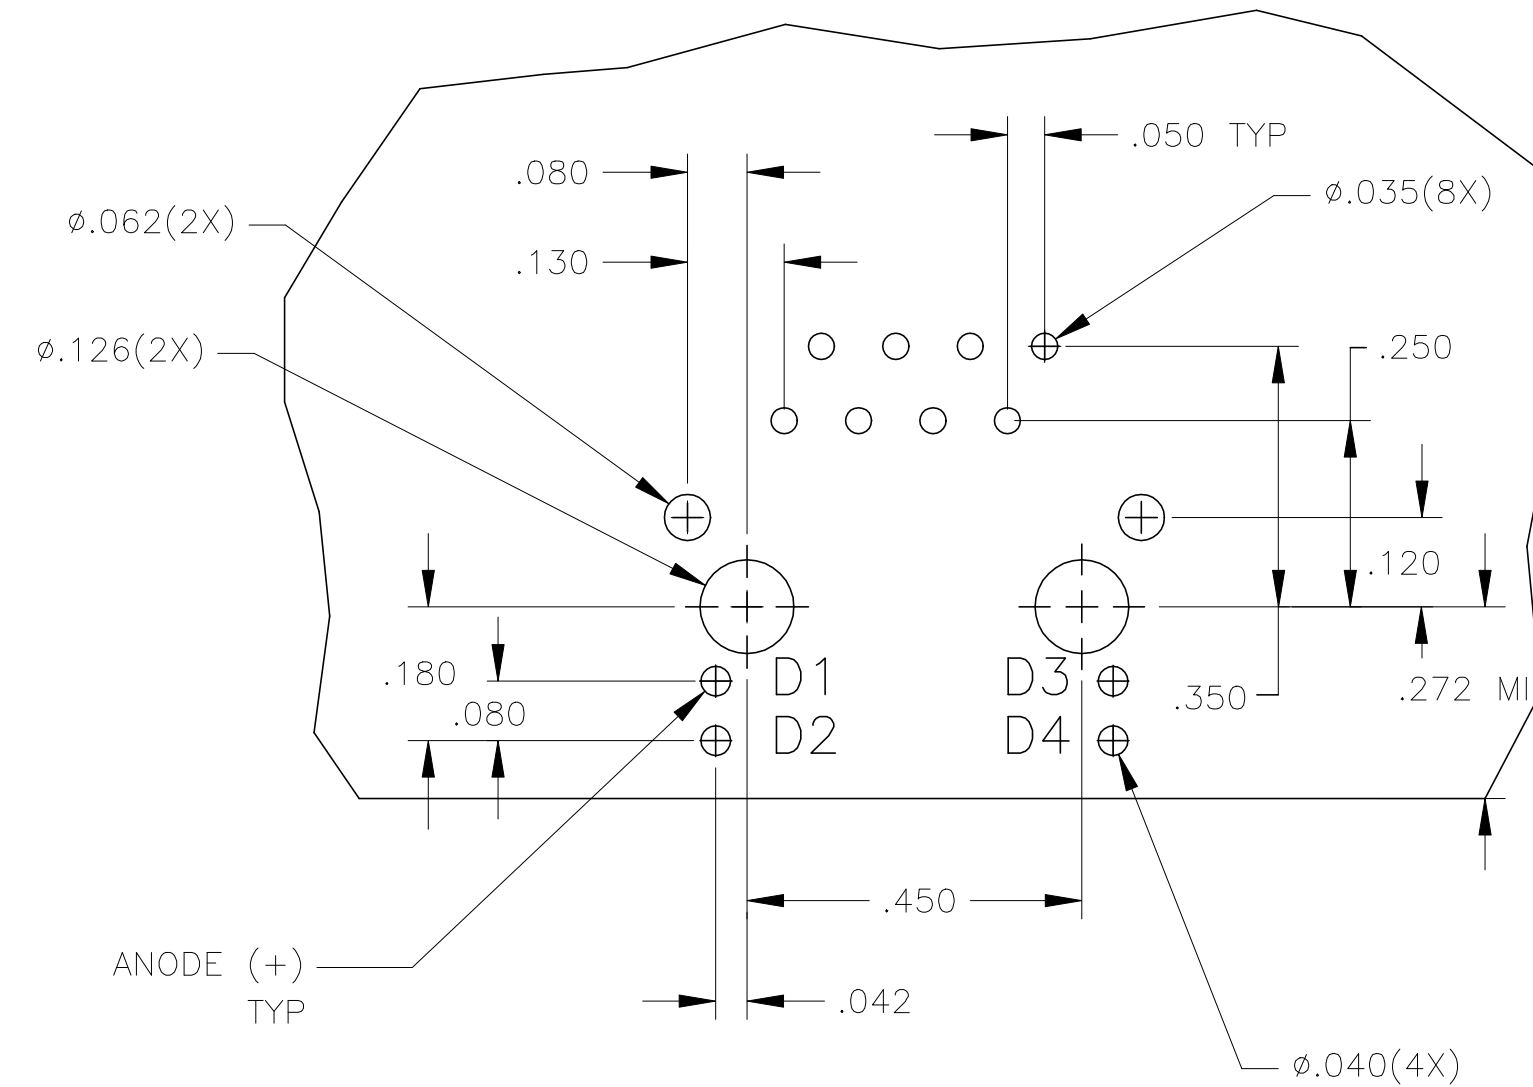 .050 TYP
.080
ø.035(8X)
ø.062(2X)
.130
ø.126(2X)
.250
.120
D1
D3
.180
.272 MI
.350
.080
D2
D4
.450
ANODE (+)
TYP
.042
ø.040(4X)